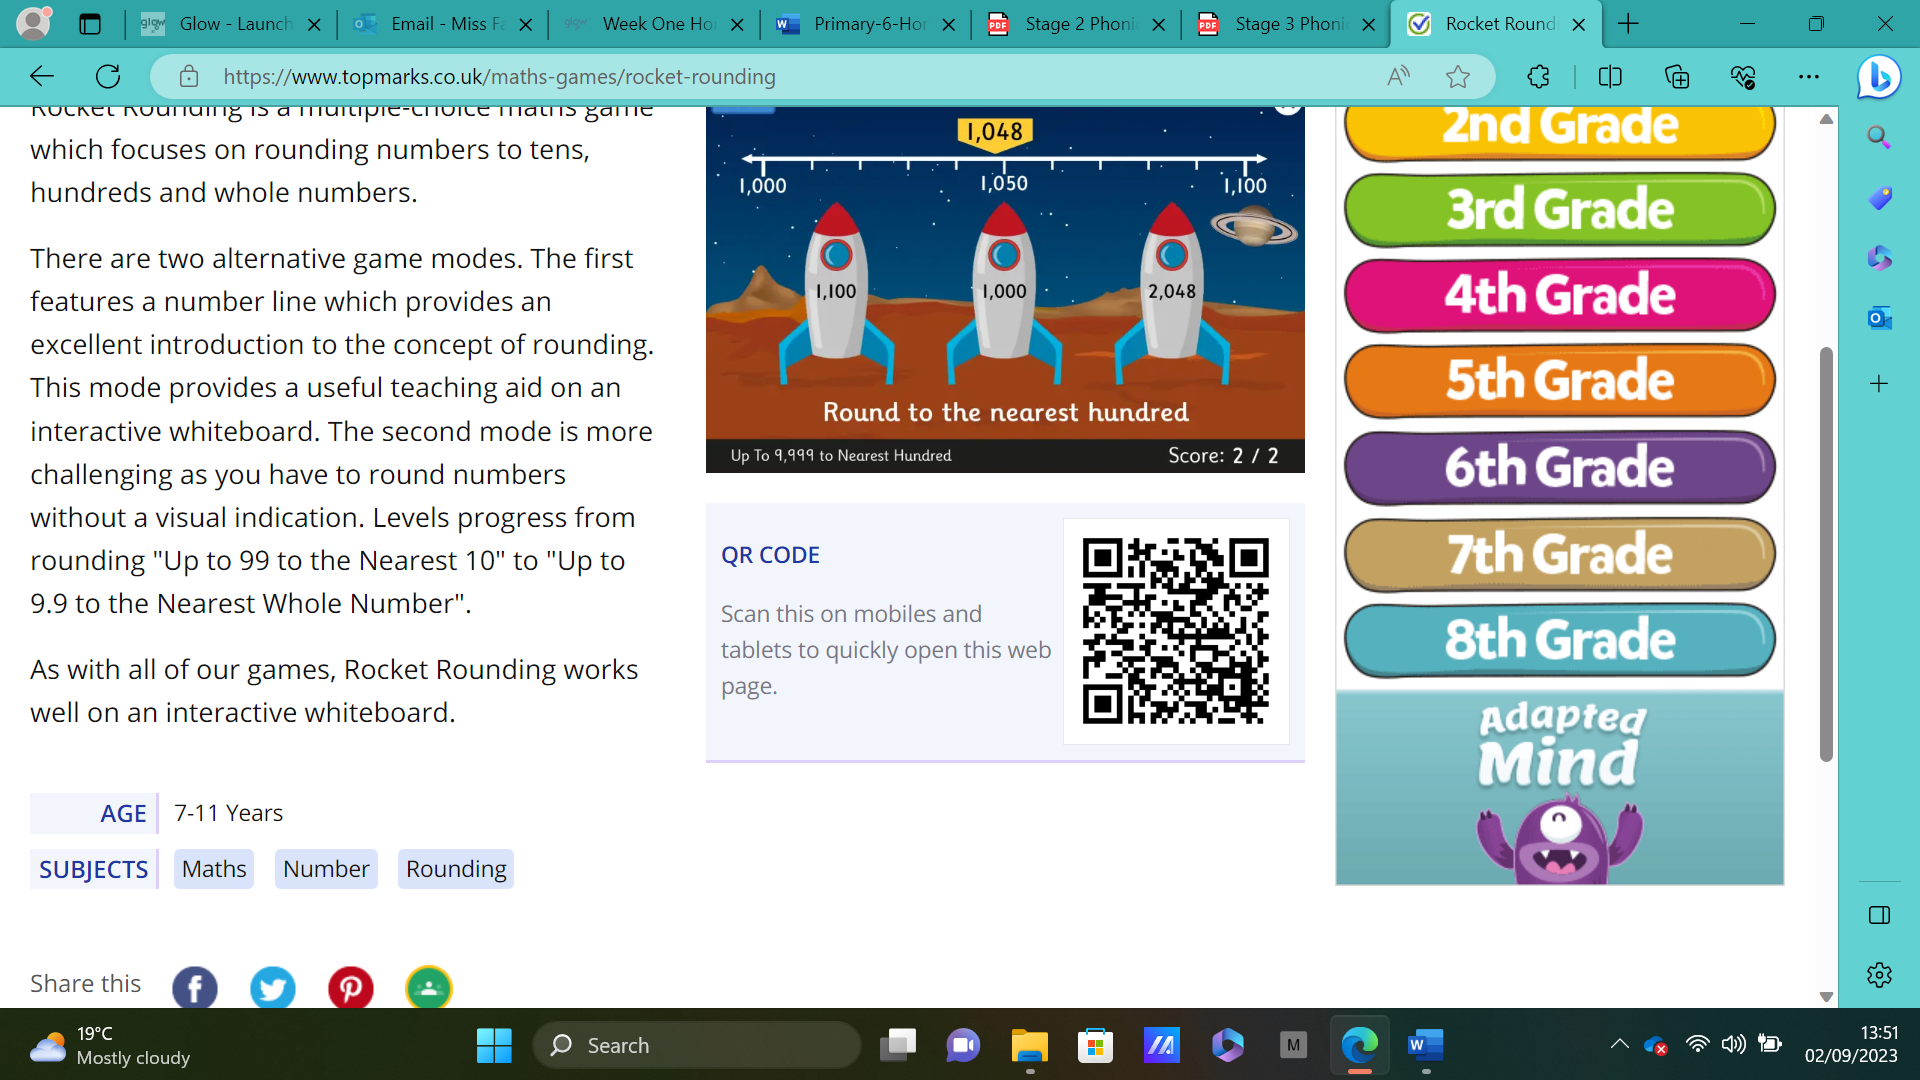 Glow - Launch
Email - Miss Fa
Week One Ho
Primary-6-Hor
Stage 2 Phoni
Stage 3 Phoni
Rocket Round
https://www.topmarks.co.uk/maths-games/rocket-rounding
Rocket Rounding is a multiple-choice maths game
which focuses on rounding numbers to tens,
hundreds and whole numbers.
There are two alternative game modes. The first
features a number line which provides an
excellent introduction to the concept of rounding.
This mode provides a useful teaching aid on an
interactive whiteboard. The second mode is more
challenging as you have to round numbers
without a visual indication. Levels progress from
rounding "Up to 99 to the Nearest 10" to "Up to
9.9 to the Nearest Whole Number".
As with all of our games, Rocket Rounding works
well on an interactive whiteboard.
AGE 7-11 Years
SUBJECTS Maths Number Rounding
Share this
1,048
1,000 1,050 1,100
1,100 1,000 2,048
Round to the nearest hundred
Up To 9,999 to Nearest Hundred Score: 2 / 2
QR CODE
Scan this on mobiles and
tablets to quickly open this web
page.
2nd Grade
3rd Grade
4th Grade
5th Grade
6th Grade
7th Grade
8th Grade
Adapted
Mind
19°C
Mostly cloudy
Search
13:51
02/09/2023